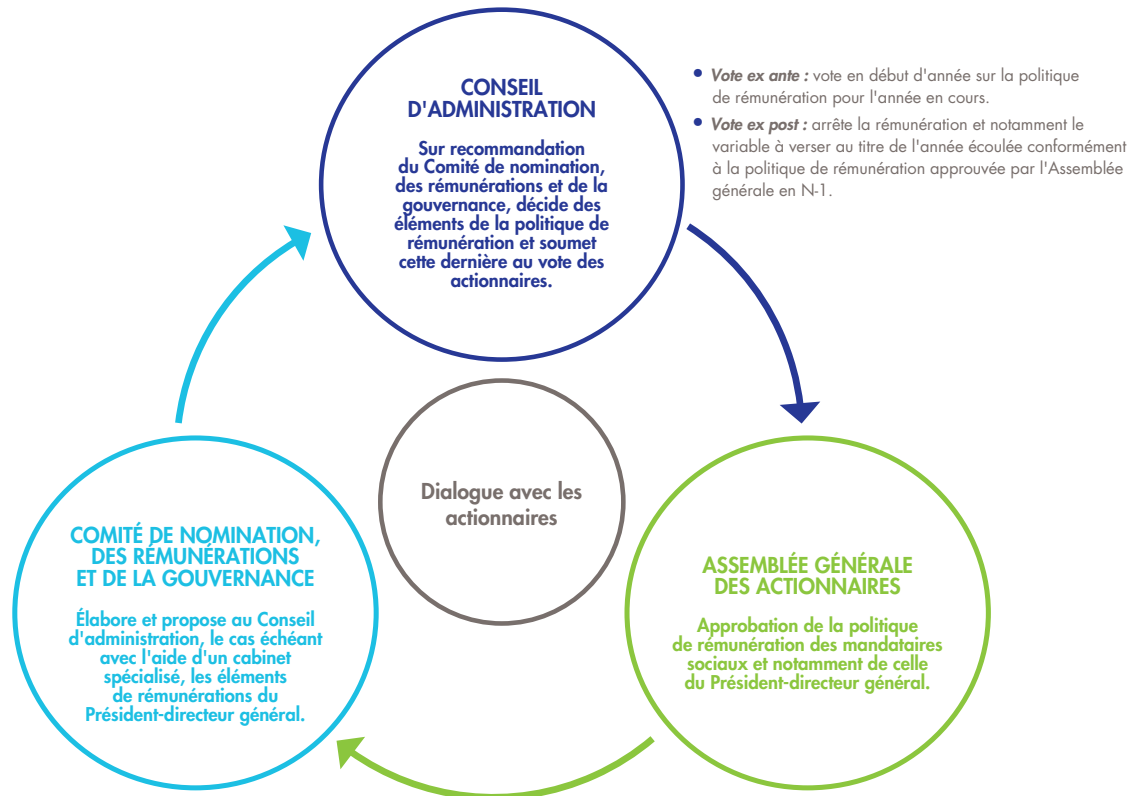 CONSEIL
D'ADMINISTRATION
Sur recommandation
du Comité de nomination,
des rémunérations et de la
gouvernance, décide des
éléments de la politique de
rémunération et soumet
cette dernière au vote des
actionnaires.
• Vote ex ante : vote en début d'année sur la politique
de rémunération pour l'année en cours.
• Vote ex post : arrête la rémunération et notamment le
variable à verser au titre de l'année écoulée conformément
à la politique de rémunération approuvée par l'Assemblée
générale en N-1.
Dialogue avec les
actionnaires
COMITÉ DE NOMINATION,
DES RÉMUNÉRATIONS
ET DE LA GOUVERNANCE
Élabore et propose au Conseil
d'administration, le cas échéant
avec l'aide d'un cabinet
spécialisé, les éléments
de rémunérations du
Président-directeur général.
ASSEMBLÉE GÉNÉRALE
DES ACTIONNAIRES
Approbation de la politique
de rémunération des mandataires
sociaux et notamment de celle
du Président-directeur général.